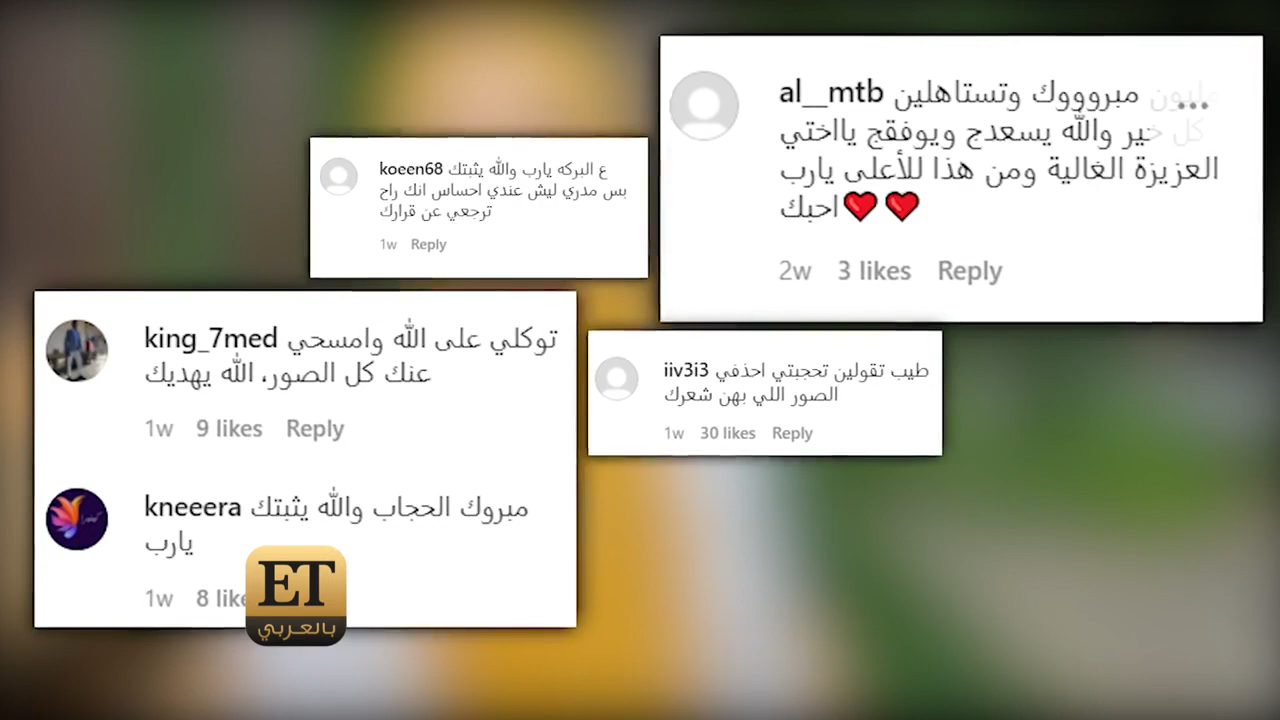 al__mtb مبروووك وتستاهلين
خير والله يسعدج ويوفقج يااختي
العزيزة الغالية ومن هذا للأعلى يارب
احبك❤️❤️
2w 3 likes Reply
koeen68 ع البركه يارب والله يثبتك
بس مدري ليش عندي احساس انك راح
ترجعي عن قرارك
1w Reply
king_7med توكلي على الله وامسحي
عنك كل الصور، الله يهديك
1w 9 likes Reply
iiv3i3 طيب تقولين تحجبتي احذفي
الصور اللي بهن شعرك
1w 30 likes Reply
kneeera مبروك الحجاب والله يثبتك
يارب
1w 8
ET
بالعربي